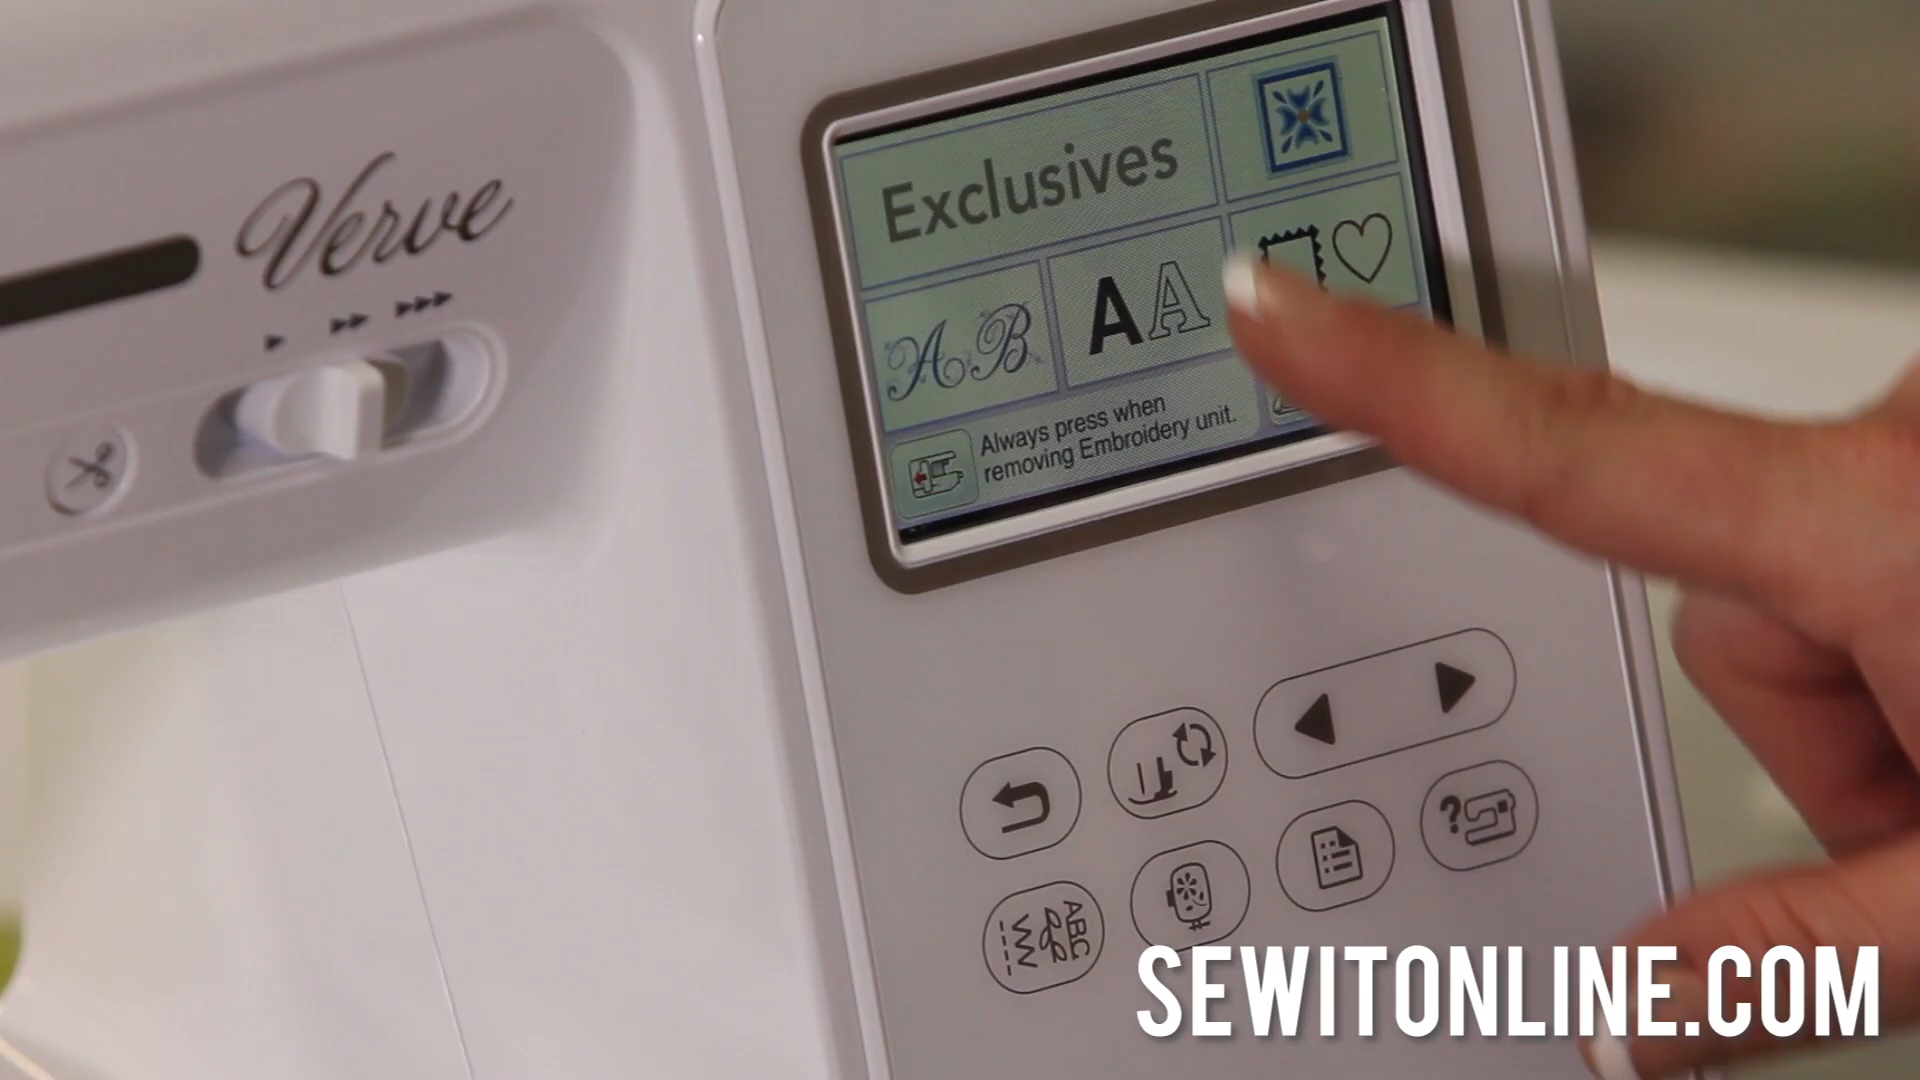 Verve
Exclusives
A B
A A
Always press when
removing Embroidery unit.
?
ABC
SEWITONLINE.COM